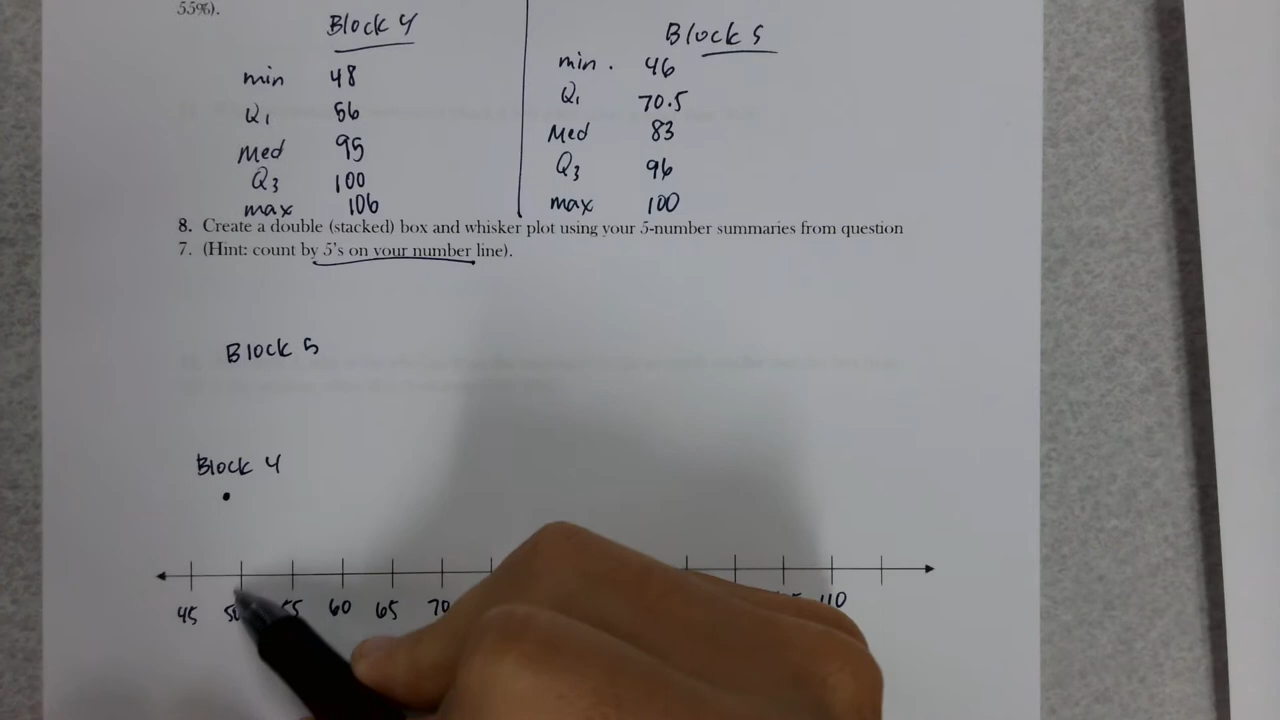 55%).
Block 4
min 48
Q1 56
Med 95
Q3 100
max 106
Block 5
min. 46
Q1 70.5
Med 83
Q3 96
max 100
8. Create a double (stacked) box and whisker plot using your 5-number summaries from question
7. (Hint: count by 5's on your number line).
Block 5
Block 4
45 50 55 60 65 70 110